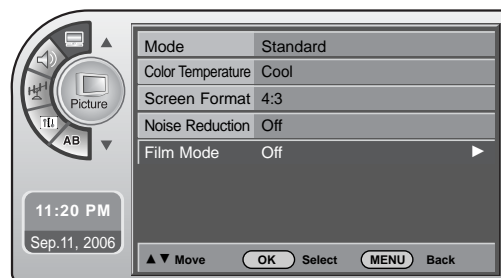 Mode Standard
Color Temperature Cool
Screen Format 4:3
Noise Reduction Off
Film Mode Off ►
Picture
AB
11:20 PM
Sep.11, 2006
▲▼ Move OK Select MENU Back